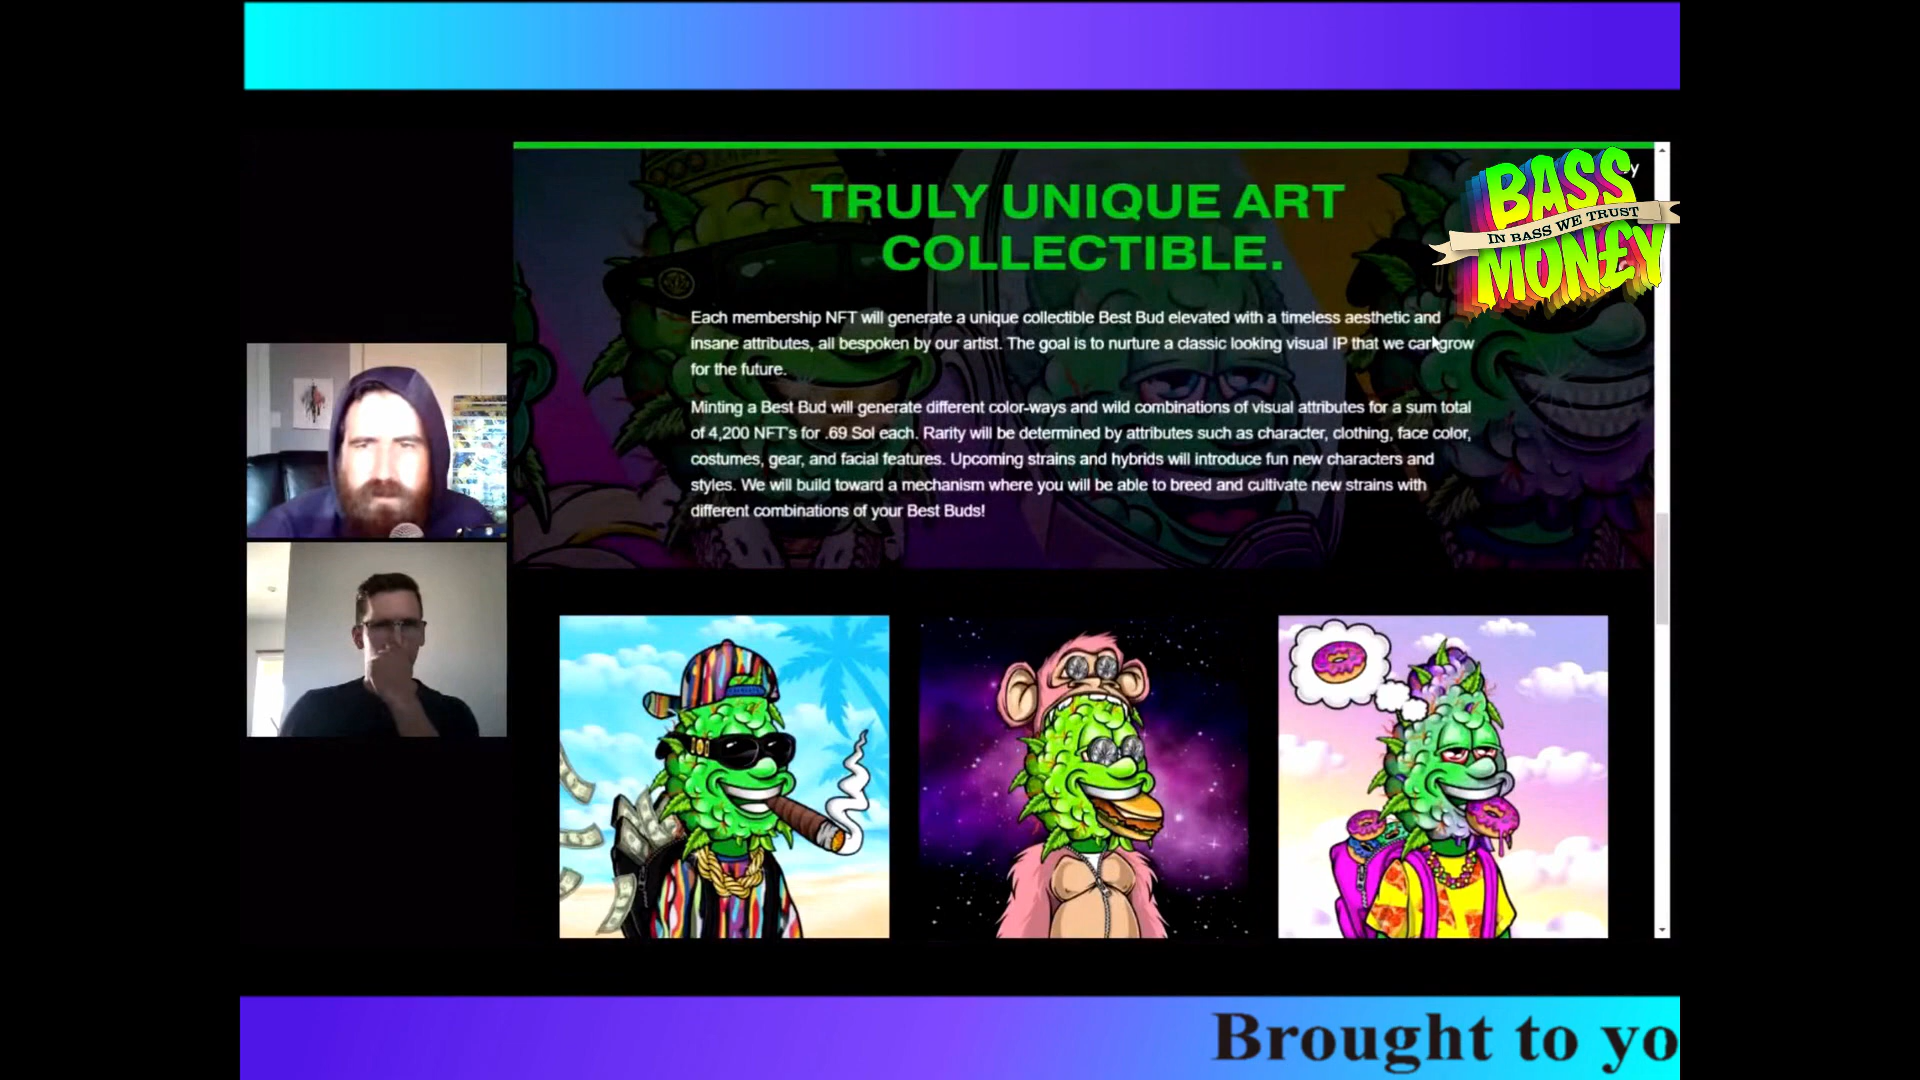 TRULY UNIQUE ART
COLLECTIBLE.
BASS
IN BASS WE TRUST
MON£Y
Each membership NFT will generate a unique collectible Best Bud elevated with a timeless aesthetic and
insane attributes, all bespoken by our artist. The goal is to nurture a classic looking visual IP that we can grow
for the future.
Minting a Best Bud will generate different color-ways and wild combinations of visual attributes for a sum total
of 4,200 NFT's for .69 Sol each. Rarity will be determined by attributes such as character, clothing, face color,
costumes, gear, and facial features. Upcoming strains and hybrids will introduce fun new characters and
styles. We will build toward a mechanism where you will be able to breed and cultivate new strains with
different combinations of your Best Buds!
Brought to yo